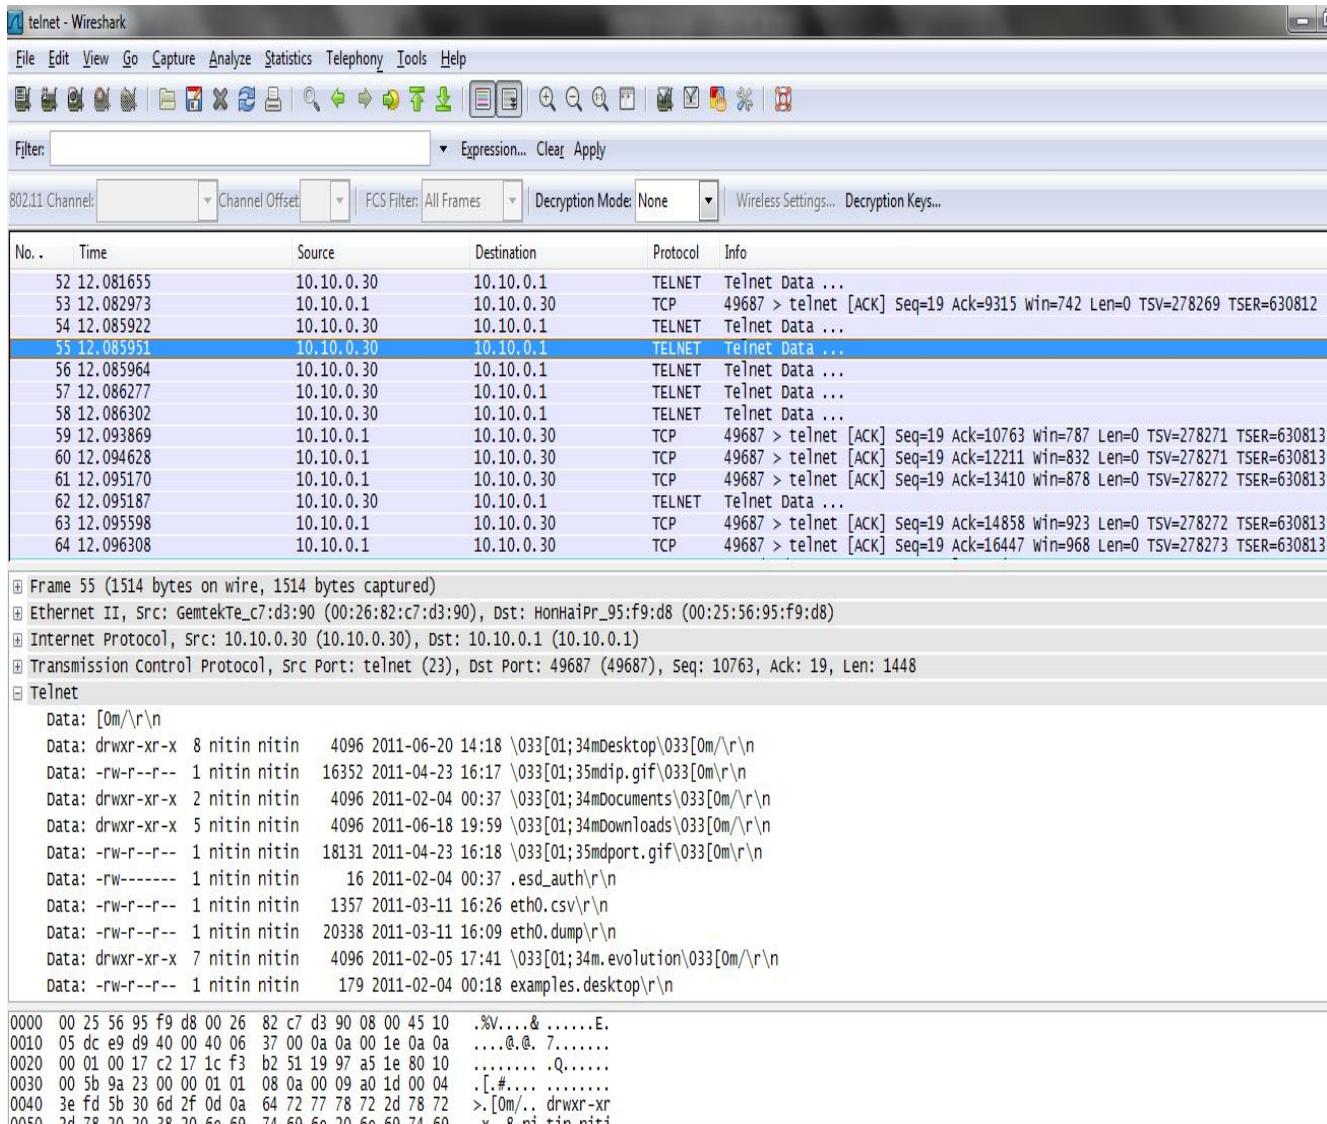 telnet - Wireshark
File Edit View Go Capture Analyze Statistics Telephony Tools Help
Filter: Expression... Clear Apply
802.11 Channel: Channel Offset: FCS Filter: All Frames Decryption Mode: None Wireless Settings... Decryption Keys...
No. . Time Source Destination Protocol Info
52 12.081655 10.10.0.30 10.10.0.1 TELNET Telnet Data ...
53 12.082973 10.10.0.1 10.10.0.30 TCP 49687 > telnet [ACK] Seq=19 Ack=9315 Win=742 Len=0 TSV=278269 TSER=630812
54 12.085922 10.10.0.30 10.10.0.1 TELNET Telnet Data ...
55 12.085951 10.10.0.30 10.10.0.1 TELNET Telnet Data ...
56 12.085964 10.10.0.30 10.10.0.1 TELNET Telnet Data ...
57 12.086277 10.10.0.30 10.10.0.1 TELNET Telnet Data ...
58 12.086302 10.10.0.30 10.10.0.1 TELNET Telnet Data ...
59 12.093869 10.10.0.1 10.10.0.30 TCP 49687 > telnet [ACK] Seq=19 Ack=10763 Win=787 Len=0 TSV=278271 TSER=630813
60 12.094628 10.10.0.1 10.10.0.30 TCP 49687 > telnet [ACK] Seq=19 Ack=12211 Win=832 Len=0 TSV=278271 TSER=630813
61 12.095170 10.10.0.1 10.10.0.30 TCP 49687 > telnet [ACK] Seq=19 Ack=13410 Win=878 Len=0 TSV=278272 TSER=630813
62 12.095187 10.10.0.30 10.10.0.1 TELNET Telnet Data ...
63 12.095598 10.10.0.1 10.10.0.30 TCP 49687 > telnet [ACK] Seq=19 Ack=14858 Win=923 Len=0 TSV=278272 TSER=630813
64 12.096308 10.10.0.1 10.10.0.30 TCP 49687 > telnet [ACK] Seq=19 Ack=16447 Win=968 Len=0 TSV=278273 TSER=630813
Frame 55 (1514 bytes on wire, 1514 bytes captured)
Ethernet II, Src: GemtekTe_c7:d3:90 (00:26:82:c7:d3:90), Dst: HonHaiPr_95:f9:d8 (00:25:56:95:f9:d8)
Internet Protocol, Src: 10.10.0.30 (10.10.0.30), Dst: 10.10.0.1 (10.10.0.1)
Transmission Control Protocol, Src Port: telnet (23), Dst Port: 49687 (49687), Seq: 10763, Ack: 19, Len: 1448
Telnet
Data: [0m/\r\n
Data: drwxr-xr-x 8 nitin nitin 4096 2011-06-20 14:18 \033[01;34mDesktop\033[0m/\r\n
Data: -rw-r--r-- 1 nitin nitin 16352 2011-04-23 16:17 \033[01;35mdip.gif\033[0m\r\n
Data: drwxr-xr-x 2 nitin nitin 4096 2011-02-04 00:37 \033[01;34mDocuments\033[0m/\r\n
Data: drwxr-xr-x 5 nitin nitin 4096 2011-06-18 19:59 \033[01;34mDownloads\033[0m/\r\n
Data: -rw-r--r-- 1 nitin nitin 18131 2011-04-23 16:18 \033[01;35mdport.gif\033[0m\r\n
Data: -rw------- 1 nitin nitin 16 2011-02-04 00:37 .esd_auth\r\n
Data: -rw-r--r-- 1 nitin nitin 1357 2011-03-11 16:26 eth0.csv\r\n
Data: -rw-r--r-- 1 nitin nitin 20338 2011-03-11 16:09 eth0.dump\r\n
Data: drwxr-xr-x 7 nitin nitin 4096 2011-02-05 17:41 \033[01;34m.evolution\033[0m/\r\n
Data: -rw-r--r-- 1 nitin nitin 179 2011-02-04 00:18 examples.desktop\r\n
0000 00 25 56 95 f9 d8 00 26 82 c7 d3 90 08 00 45 10 .%V....& ......E.
0010 05 dc e9 d9 40 00 40 06 37 00 0a 0a 00 1e 0a 0a ....@.@. 7.......
0020 00 01 00 17 c2 17 1c f3 b2 51 19 97 a5 1e 80 10 ........ .Q......
0030 00 5b 9a 23 00 00 01 01 08 0a 00 09 a0 1d 00 04 .[.#.... ........
0040 3e fd 5b 30 6d 2f 0d 0a 64 72 77 78 72 2d 78 72 >.[0m/.. drwxr-xr
0050 2d 78 20 20 38 20 6e 69 74 69 6e 20 6e 69 74 69 -x 8 ni tin niti